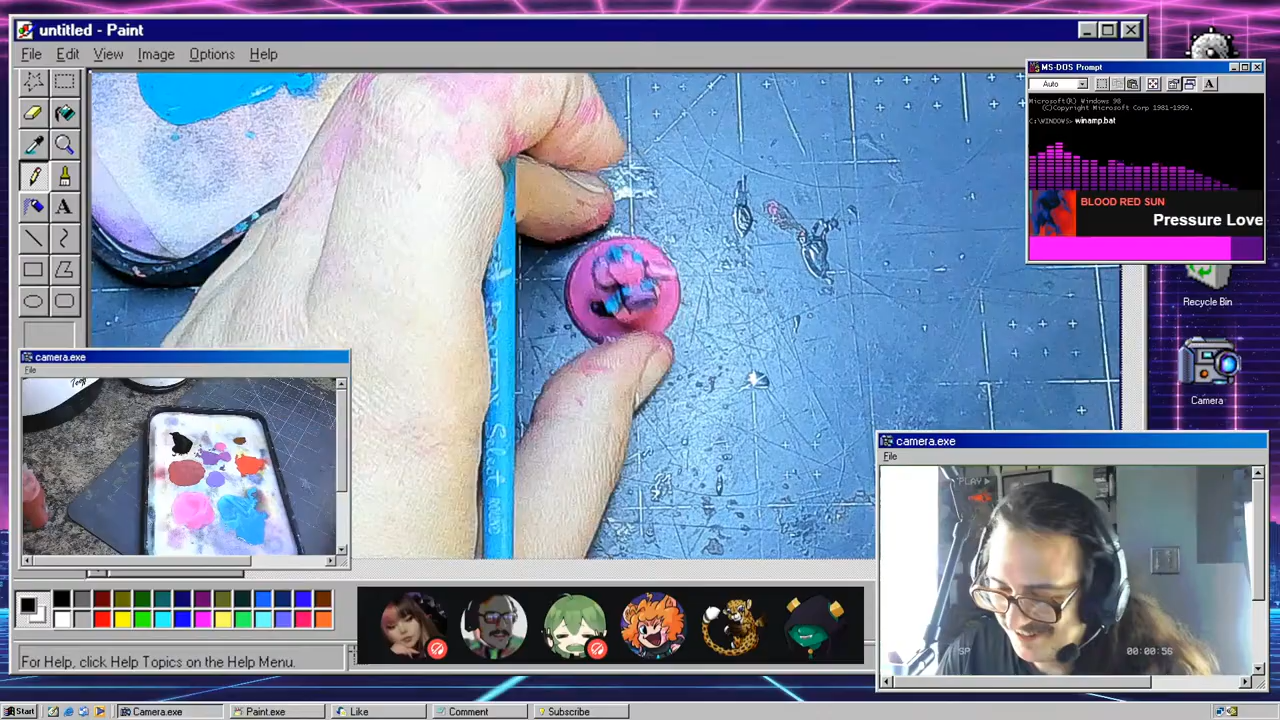 untitled - Paint
File Edit View Image Options Help
MS-DOS Prompt
Auto
Microsoft(R) Windows 98
(C)Copyright Microsoft Corp 1981-1999.
C:\WINDOWS> winamp.bat
BLOOD RED SUN
Pressure Love
Recycle Bin
Camera
camera.exe
File
camera.exe
File
PLAY
SP
00:00:56
For Help, click Help Topics on the Help Menu.
Start
Camera.exe
Paint.exe
Like
Comment
Subscribe